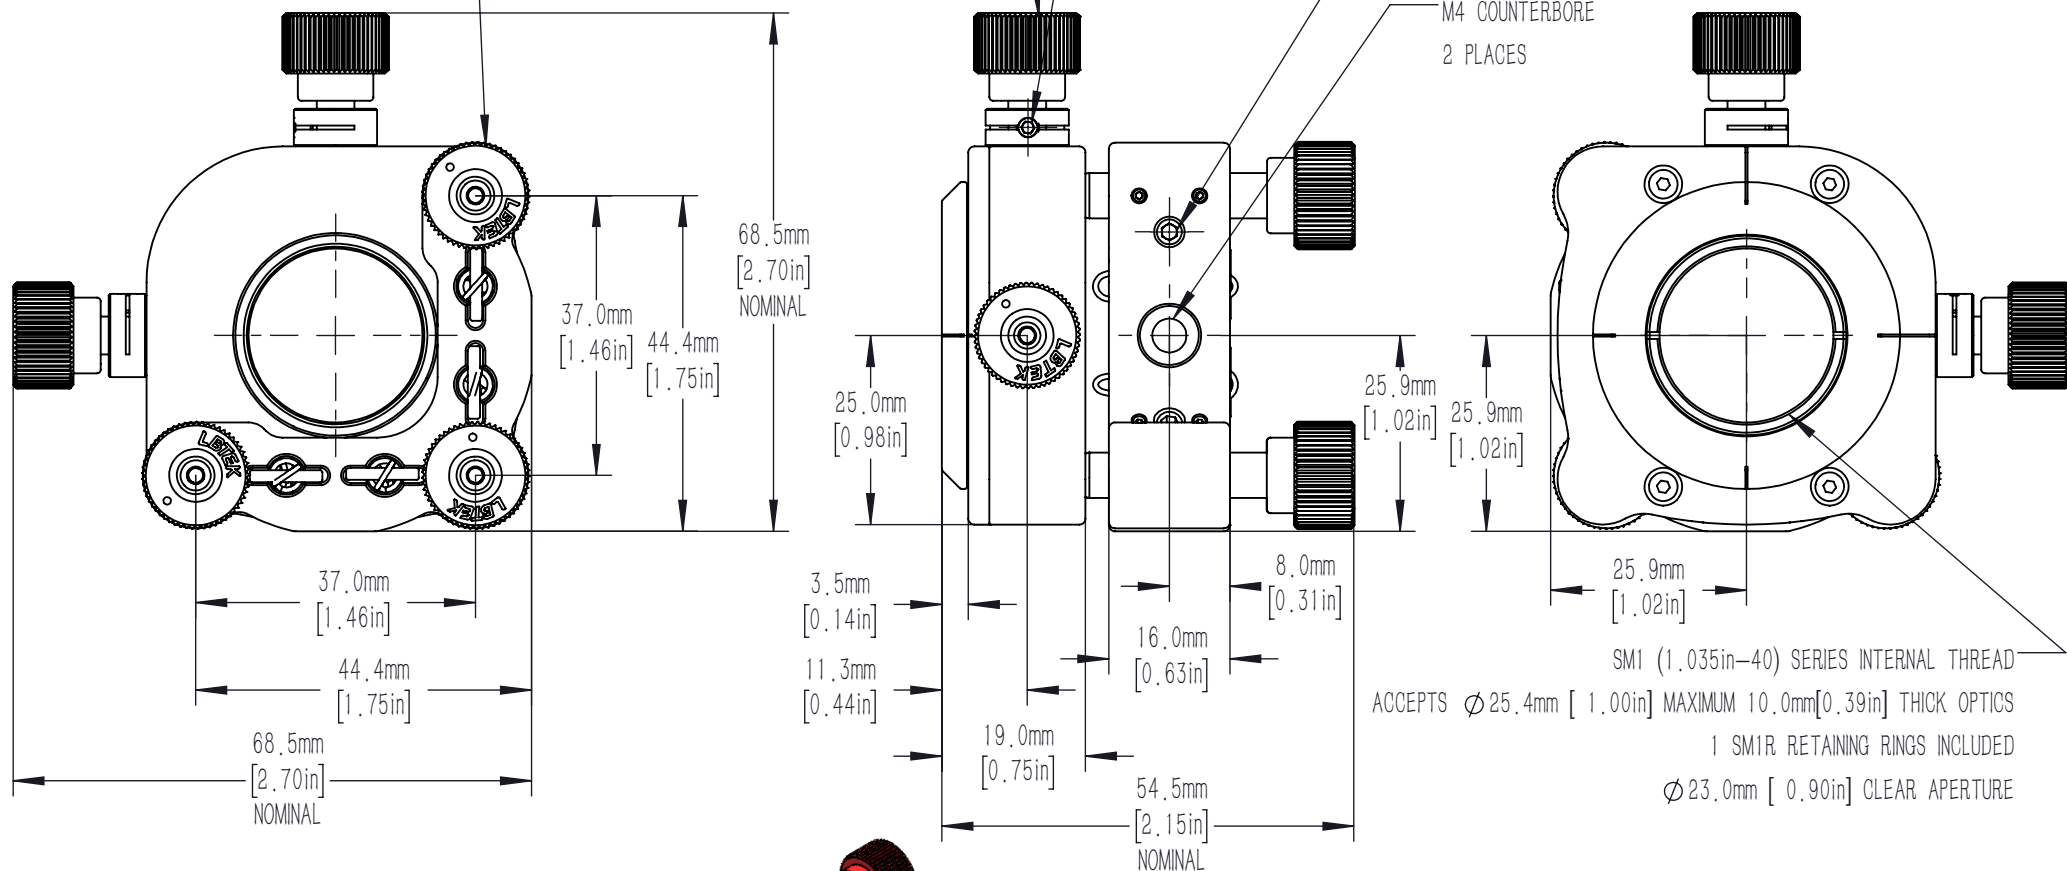 M4 COUNTERBORE
2 PLACES
68.5mm
[2.70in]
NOMINAL
37.0mm
[1.46in]
44.4mm
[1.75in]
LBTEK
LBTEK
LBTEK
37.0mm
[1.46in]
44.4mm
[1.75in]
68.5mm
[2.70in]
NOMINAL
LBTEK
25.0mm
[0.98in]
25.9mm
[1.02in]
3.5mm
[0.14in]
8.0mm
[0.31in]
11.3mm
[0.44in]
16.0mm
[0.63in]
19.0mm
[0.75in]
54.5mm
[2.15in]
NOMINAL
25.9mm
[1.02in]
25.9mm
[1.02in]
SM1 (1.035in-40) SERIES INTERNAL THREAD
ACCEPTS Ø25.4mm [ 1.00in] MAXIMUM 10.0mm[0.39in] THICK OPTICS
1 SM1R RETAINING RINGS INCLUDED
Ø23.0mm [ 0.90in] CLEAR APERTURE